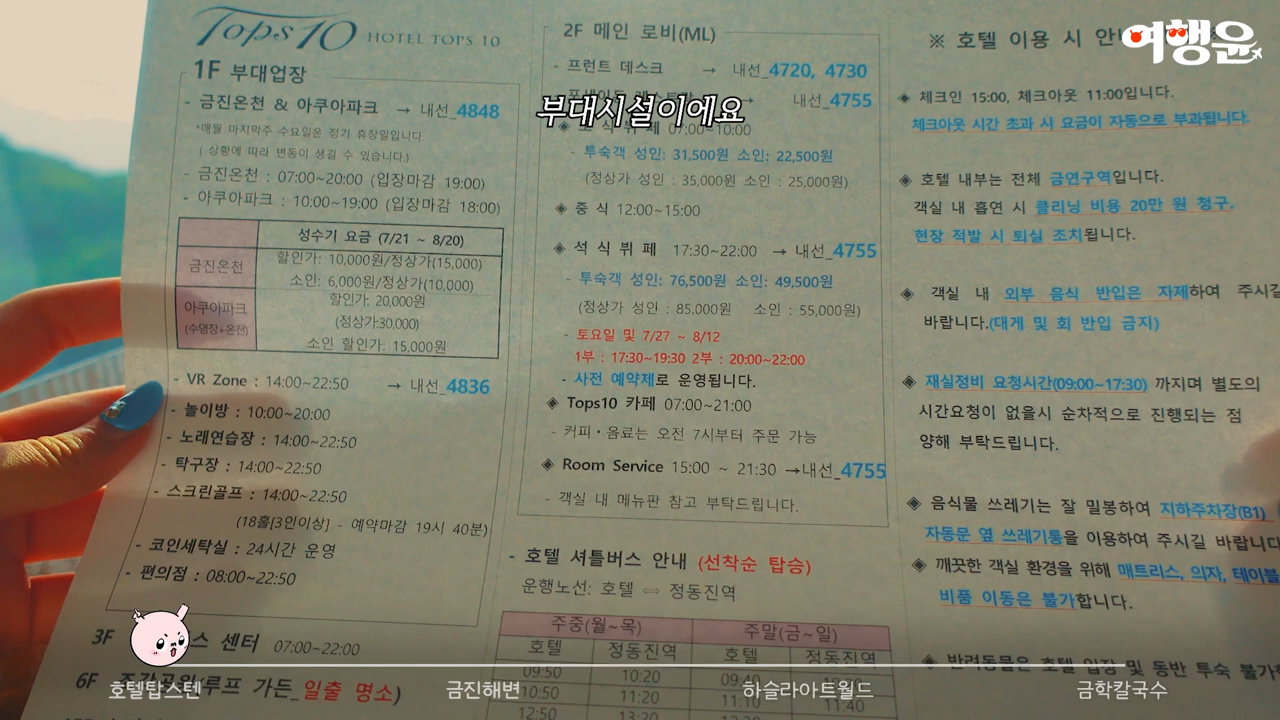 Tops10 HOTEL TOPS 10
1F 부대업장
- 금진온천 & 아쿠아파크 → 내선_4848
*매월 마지막주 수요일은 정기 휴장일입니다
( 상황에 따라 변동이 생길 수 있습니다.)
- 금진온천 : 07:00~20:00 (입장마감 19:00)
- 아쿠아파크 : 10:00~19:00 (입장마감 18:00)
성수기 요금 (7/21 ~ 8/20)
금진온천
할인가: 10,000원/정상가(15,000)
소인: 6,000원/정상가(10,000)
아쿠아파크
(수영장+온천)
할인가: 20,000원
(정상가:30,000)
소인 할인가: 15,000원
- VR Zone : 14:00~22:50 → 내선_4836
- 놀이방 : 10:00~20:00
- 노래연습장 : 14:00~22:50
- 탁구장 : 14:00~22:50
- 스크린골프 : 14:00~22:50
(18홀[3인이상] - 예약마감 19시 40분)
- 코인세탁실 : 24시간 운영
- 편의점 : 08:00~22:50
3F 스 센터 07:00~22:00
6F (루프 가든_일출 명소)
2F 메인 로비(ML)
- 프런트 데스크 → 내선_4720, 4730
→ 내선_4755
부대시설이에요
◈ 조 식 뷔 페 07:00~10:00
- 투숙객 성인: 31,500원 소인: 22,500원
(정상가 성인 : 35,000원 소인 : 25,000원)
◈ 중 식 12:00~15:00
◈ 석 식 뷔 페 17:30~22:00 → 내선_4755
- 투숙객 성인: 76,500원 소인: 49,500원
(정상가 성인 : 85,000원 소인 : 55,000원)
- 토요일 및 7/27 ~ 8/12
1부 : 17:30~19:30 2부 : 20:00~22:00
- 사전 예약제로 운영됩니다.
◈ Tops10 카페 07:00~21:00
- 커피・음료는 오전 7시부터 주문 가능
◈ Room Service 15:00 ~ 21:30 →내선_4755
- 객실 내 메뉴판 참고 부탁드립니다.
- 호텔 셔틀버스 안내 (선착순 탑승)
운행노선: 호텔 ⇔ 정동진역
주중(월~목) 주말(금~일)
호텔 정동진역 호텔 정동진역
09:50 10:20 09:40
10:50 11:20 11:10 11:40
12:50 13:20
※ 호텔 이용 시
여행윤
◈ 체크인 15:00, 체크아웃 11:00입니다.
체크아웃 시간 초과 시 요금이 자동으로 부과됩니다.
◈ 호텔 내부는 전체 금연구역입니다.
객실 내 흡연 시 클리닝 비용 20만 원 청구.
현장 적발 시 퇴실 조치됩니다.
◈ 객실 내 외부 음식 반입은 자제하여 주시길
바랍니다.(대게 및 회 반입 금지)
◈ 재실정비 요청시간(09:00~17:30) 까지며 별도의
시간요청이 없을시 순차적으로 진행되는 점
양해 부탁드립니다.
◈ 음식물 쓰레기는 잘 밀봉하여 지하주차장(B1)
자동문 옆 쓰레기통을 이용하여 주시길 바랍니다
◈ 깨끗한 객실 환경을 위해 매트리스, 의자, 테이블
비품 이동은 불가합니다.
◈ 반려동물은 호텔 입장 및 동반 투숙 불가
호텔탑스텐 금진해변 하슬라아트월드 금학칼국수